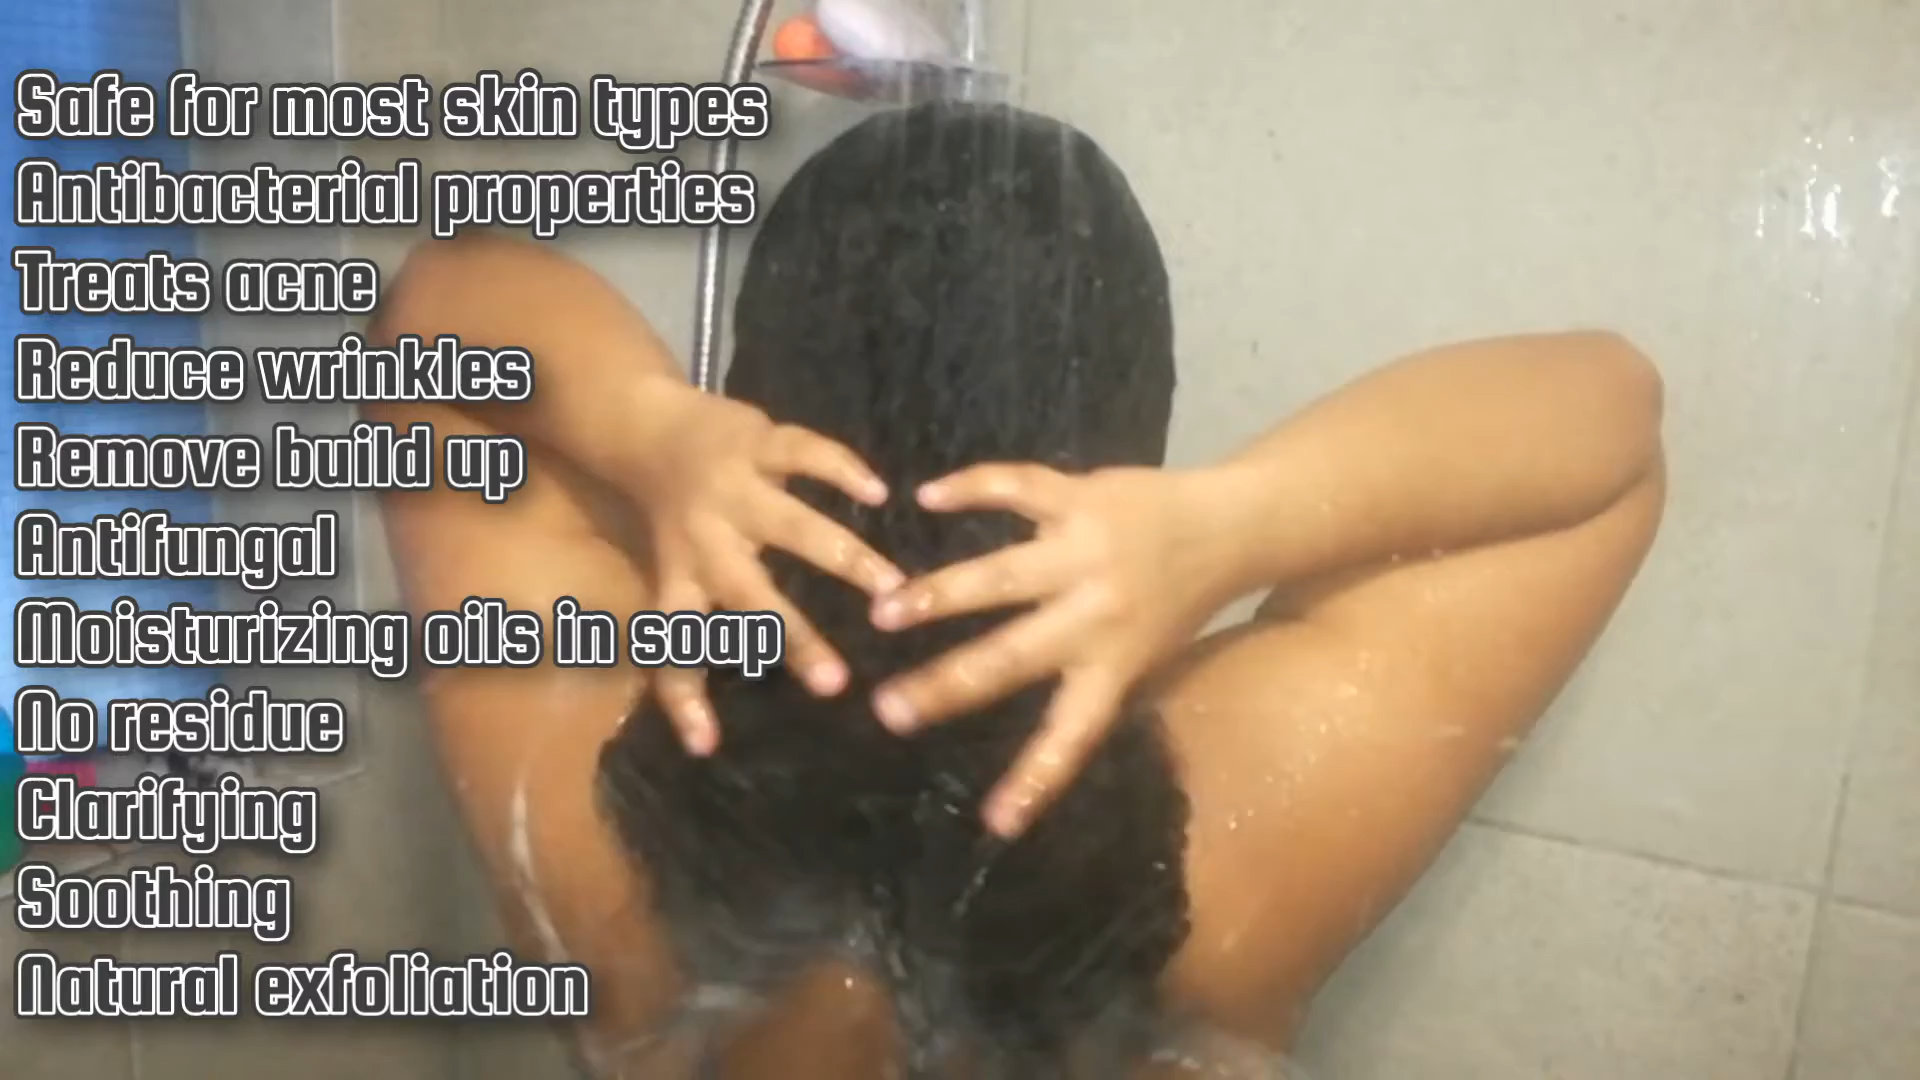 Safe for most skin types
Antibacterial properties
Treats acne
Reduce wrinkles
Remove build up
Antifungal
Moisturizing oils in soap
No residue
Clarifying
Soothing
Natural exfoliation